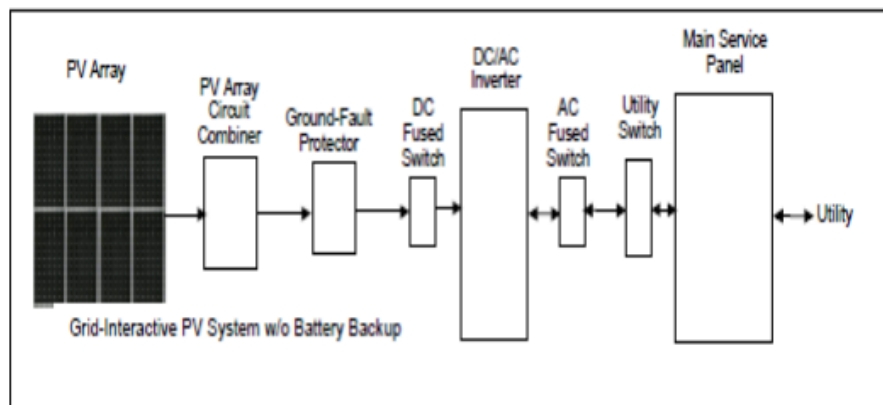 PV Array
PV Array
Circuit
Combiner
Ground-Fault
Protector
DC
Fused
Switch
DC/AC
Inverter
AC
Fused
Switch
Utility
Switch
Main Service
Panel
Utility
Grid-Interactive PV System w/o Battery Backup